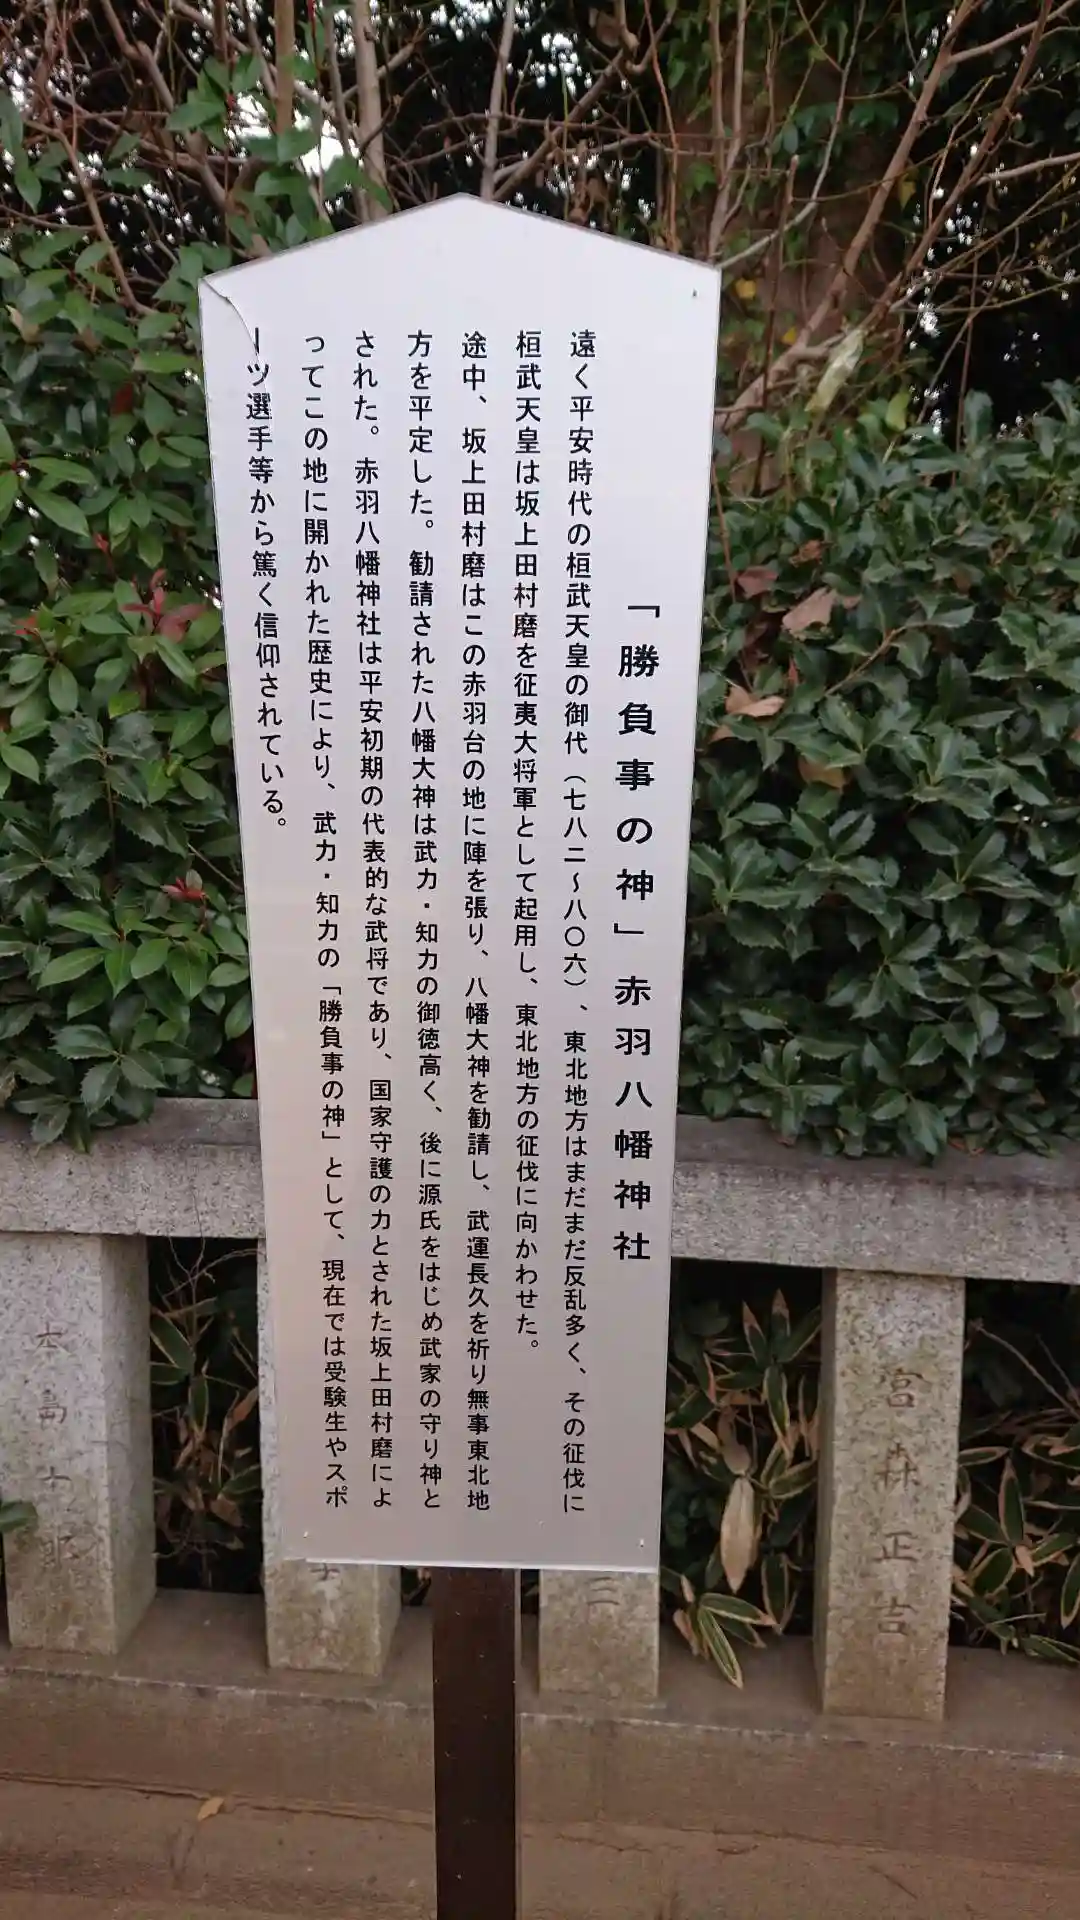 「勝負事の神」赤羽八幡神社
遠く平安時代の桓武天皇の御代（七八二～八〇六）、東北地方はまだまだ反乱多く、その征伐に
桓武天皇は坂上田村磨を征夷大将軍として起用し、東北地方の征伐に向かわせた。
途中、坂上田村磨はこの赤羽台の地に陣を張り、八幡大神を勧請し、武運長久を祈り無事東北地
方を平定した。勧請された八幡大神は武力・知力の御徳高く、後に源氏をはじめ武家の守り神と
された。赤羽八幡神社は平安初期の代表的な武将であり、国家守護の力とされた坂上田村磨によ
ってこの地に開かれた歴史により、武力・知力の「勝負事の神」として、現在では受験生やスポ
ーツ選手等から篤く信仰されている。
宮森正吉
三